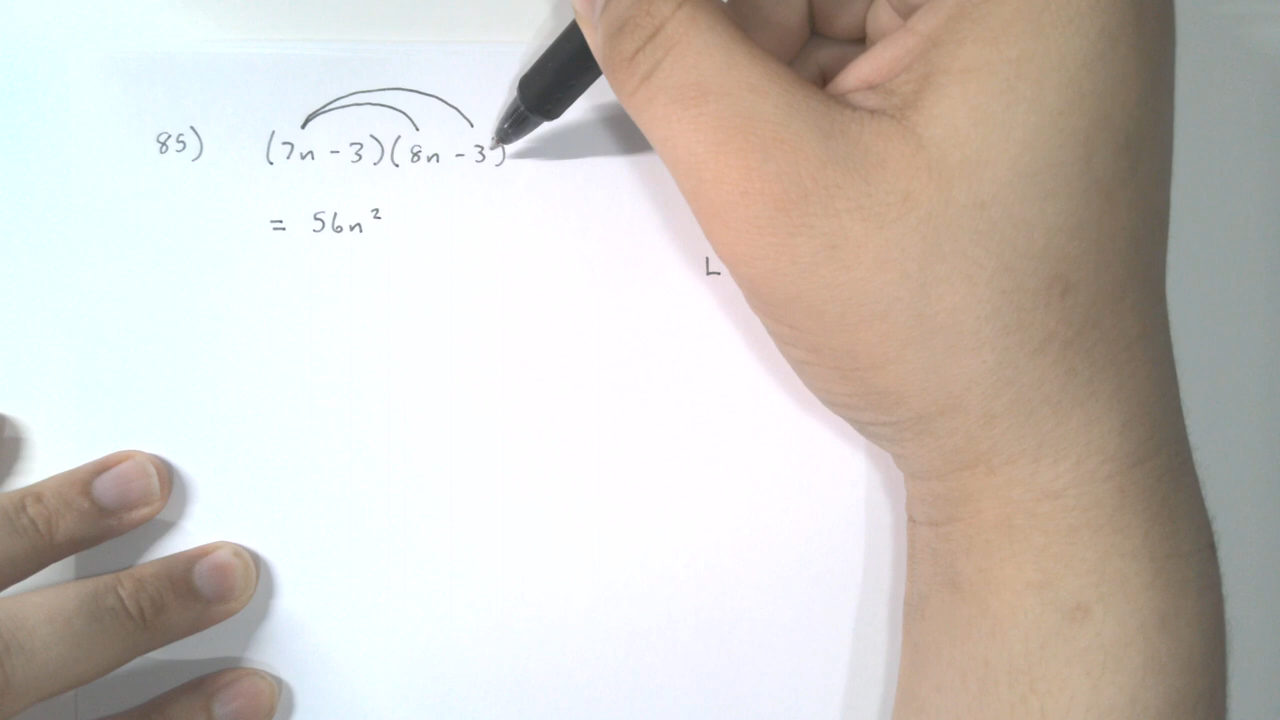 85) (7n - 3)(8n - 3)
= 56n²
L